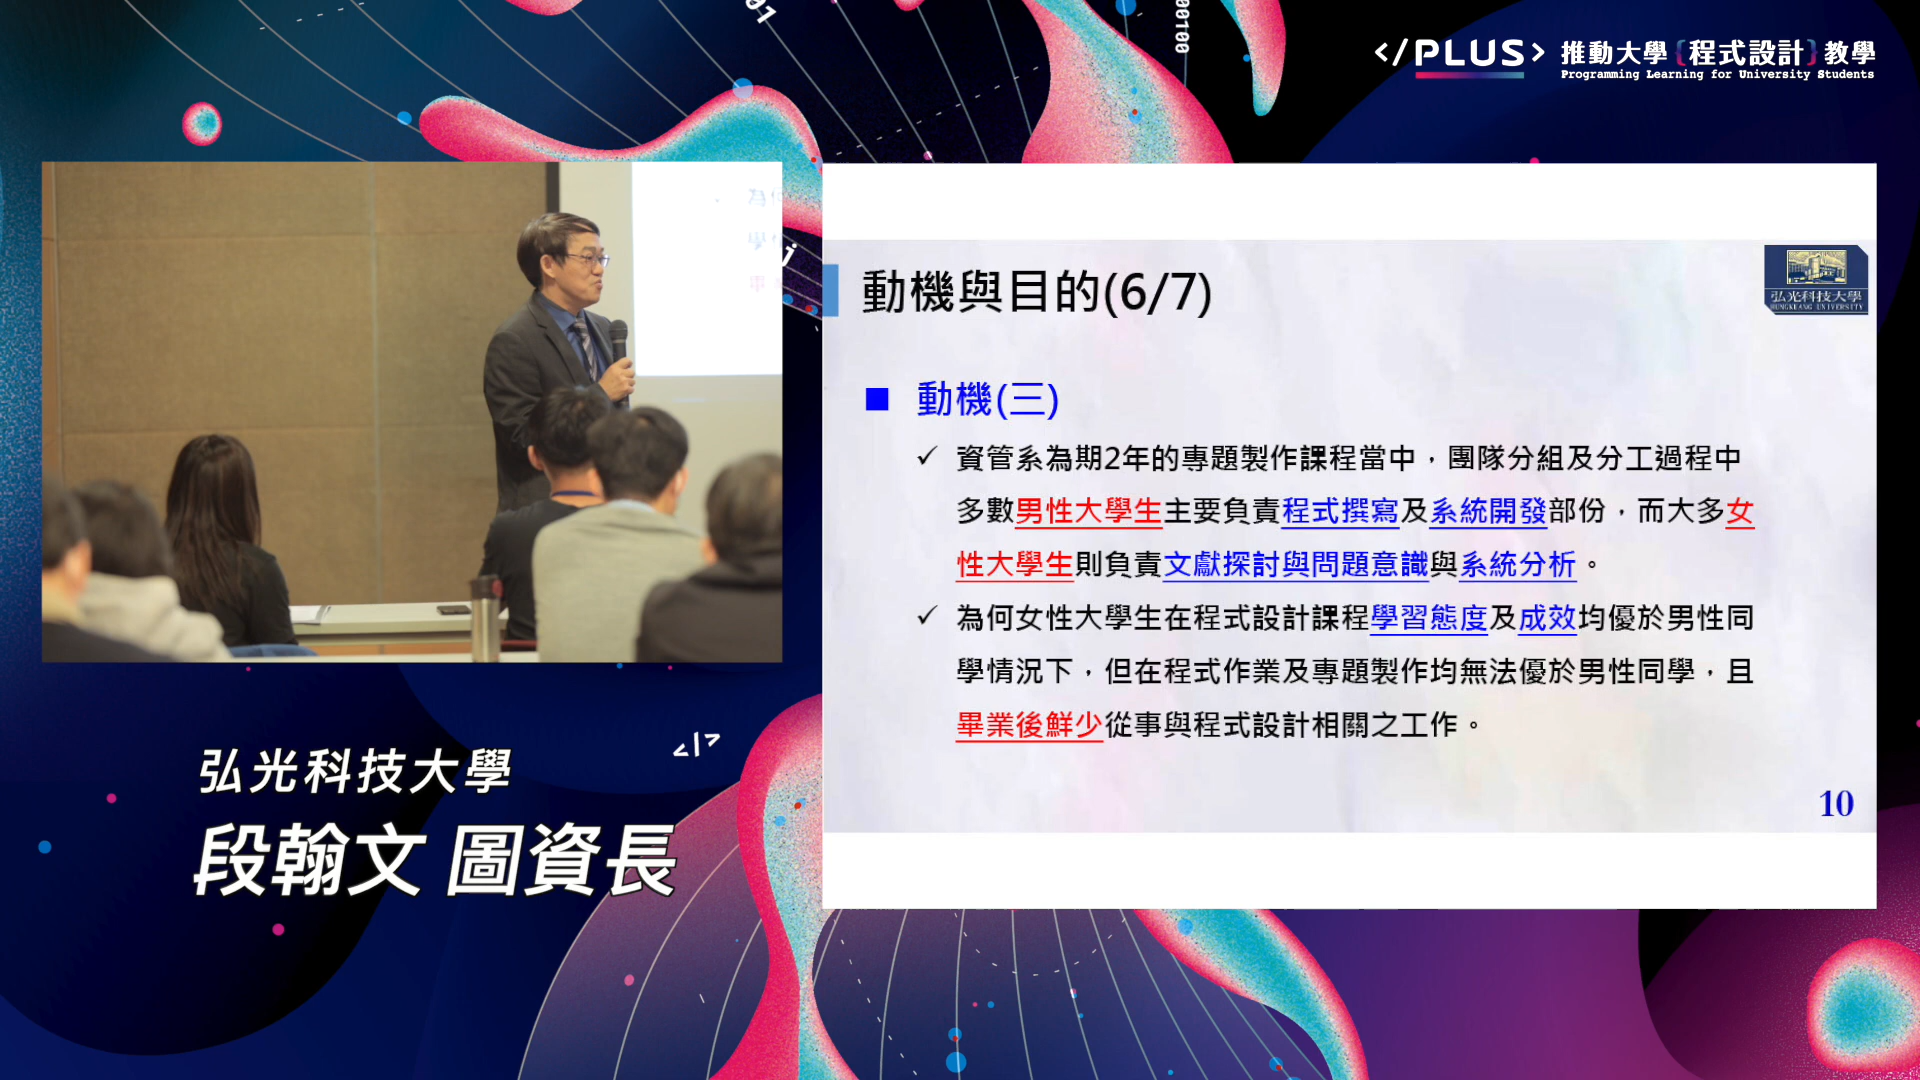 01
00100
</PLUS> 推動大學{程式設計}教學
Programming Learning for University Students
為何
學
事
j
動機與目的(6/7)
弘光科技大學
HUNGKUANG UNIVERSITY
■ 動機(三)
✓ 資管系為期2年的專題製作課程當中，團隊分組及分工過程中
多數男性大學生主要負責程式撰寫及系統開發部份，而大多女
性大學生則負責文獻探討與問題意識與系統分析。
✓ 為何女性大學生在程式設計課程學習態度及成效均優於男性同
學情況下，但在程式作業及專題製作均無法優於男性同學，且
畢業後鮮少從事與程式設計相關之工作。
10
</>
弘光科技大學
段翰文 圖資長